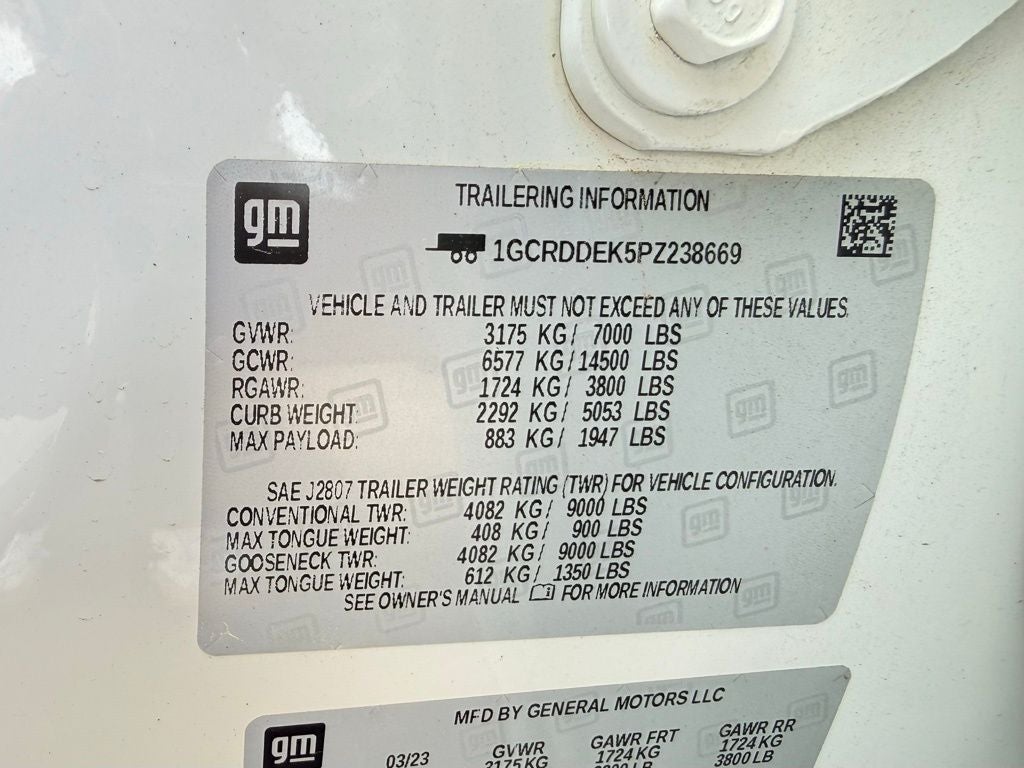 gm
TRAILERING INFORMATION
1GCRDDEK5PZ238669
VEHICLE AND TRAILER MUST NOT EXCEED ANY OF THESE VALUES.
GVWR: 3175 KG/ 7000 LBS
GCWR: 6577 KG/14500 LBS
RGAWR: 1724 KG/ 3800 LBS
CURB WEIGHT: 2292 KG/ 5053 LBS
MAX PAYLOAD: 883 KG/ 1947 LBS
SAE J2807 TRAILER WEIGHT RATING (TWR) FOR VEHICLE CONFIGURATION.
CONVENTIONAL TWR: 4082 KG/ 9000 LBS
MAX TONGUE WEIGHT: 408 KG/ 900 LBS
GOOSENECK TWR: 4082 KG/ 9000 LBS
MAX TONGUE WEIGHT: 612 KG/ 1350 LBS
SEE OWNER'S MANUAL FOR MORE INFORMATION
gm
MFD BY GENERAL MOTORS LLC
03/23 GVWR GAWR FRT GAWR RR
3175KG 1724KG 1724KG
3800 LB 3800 LB